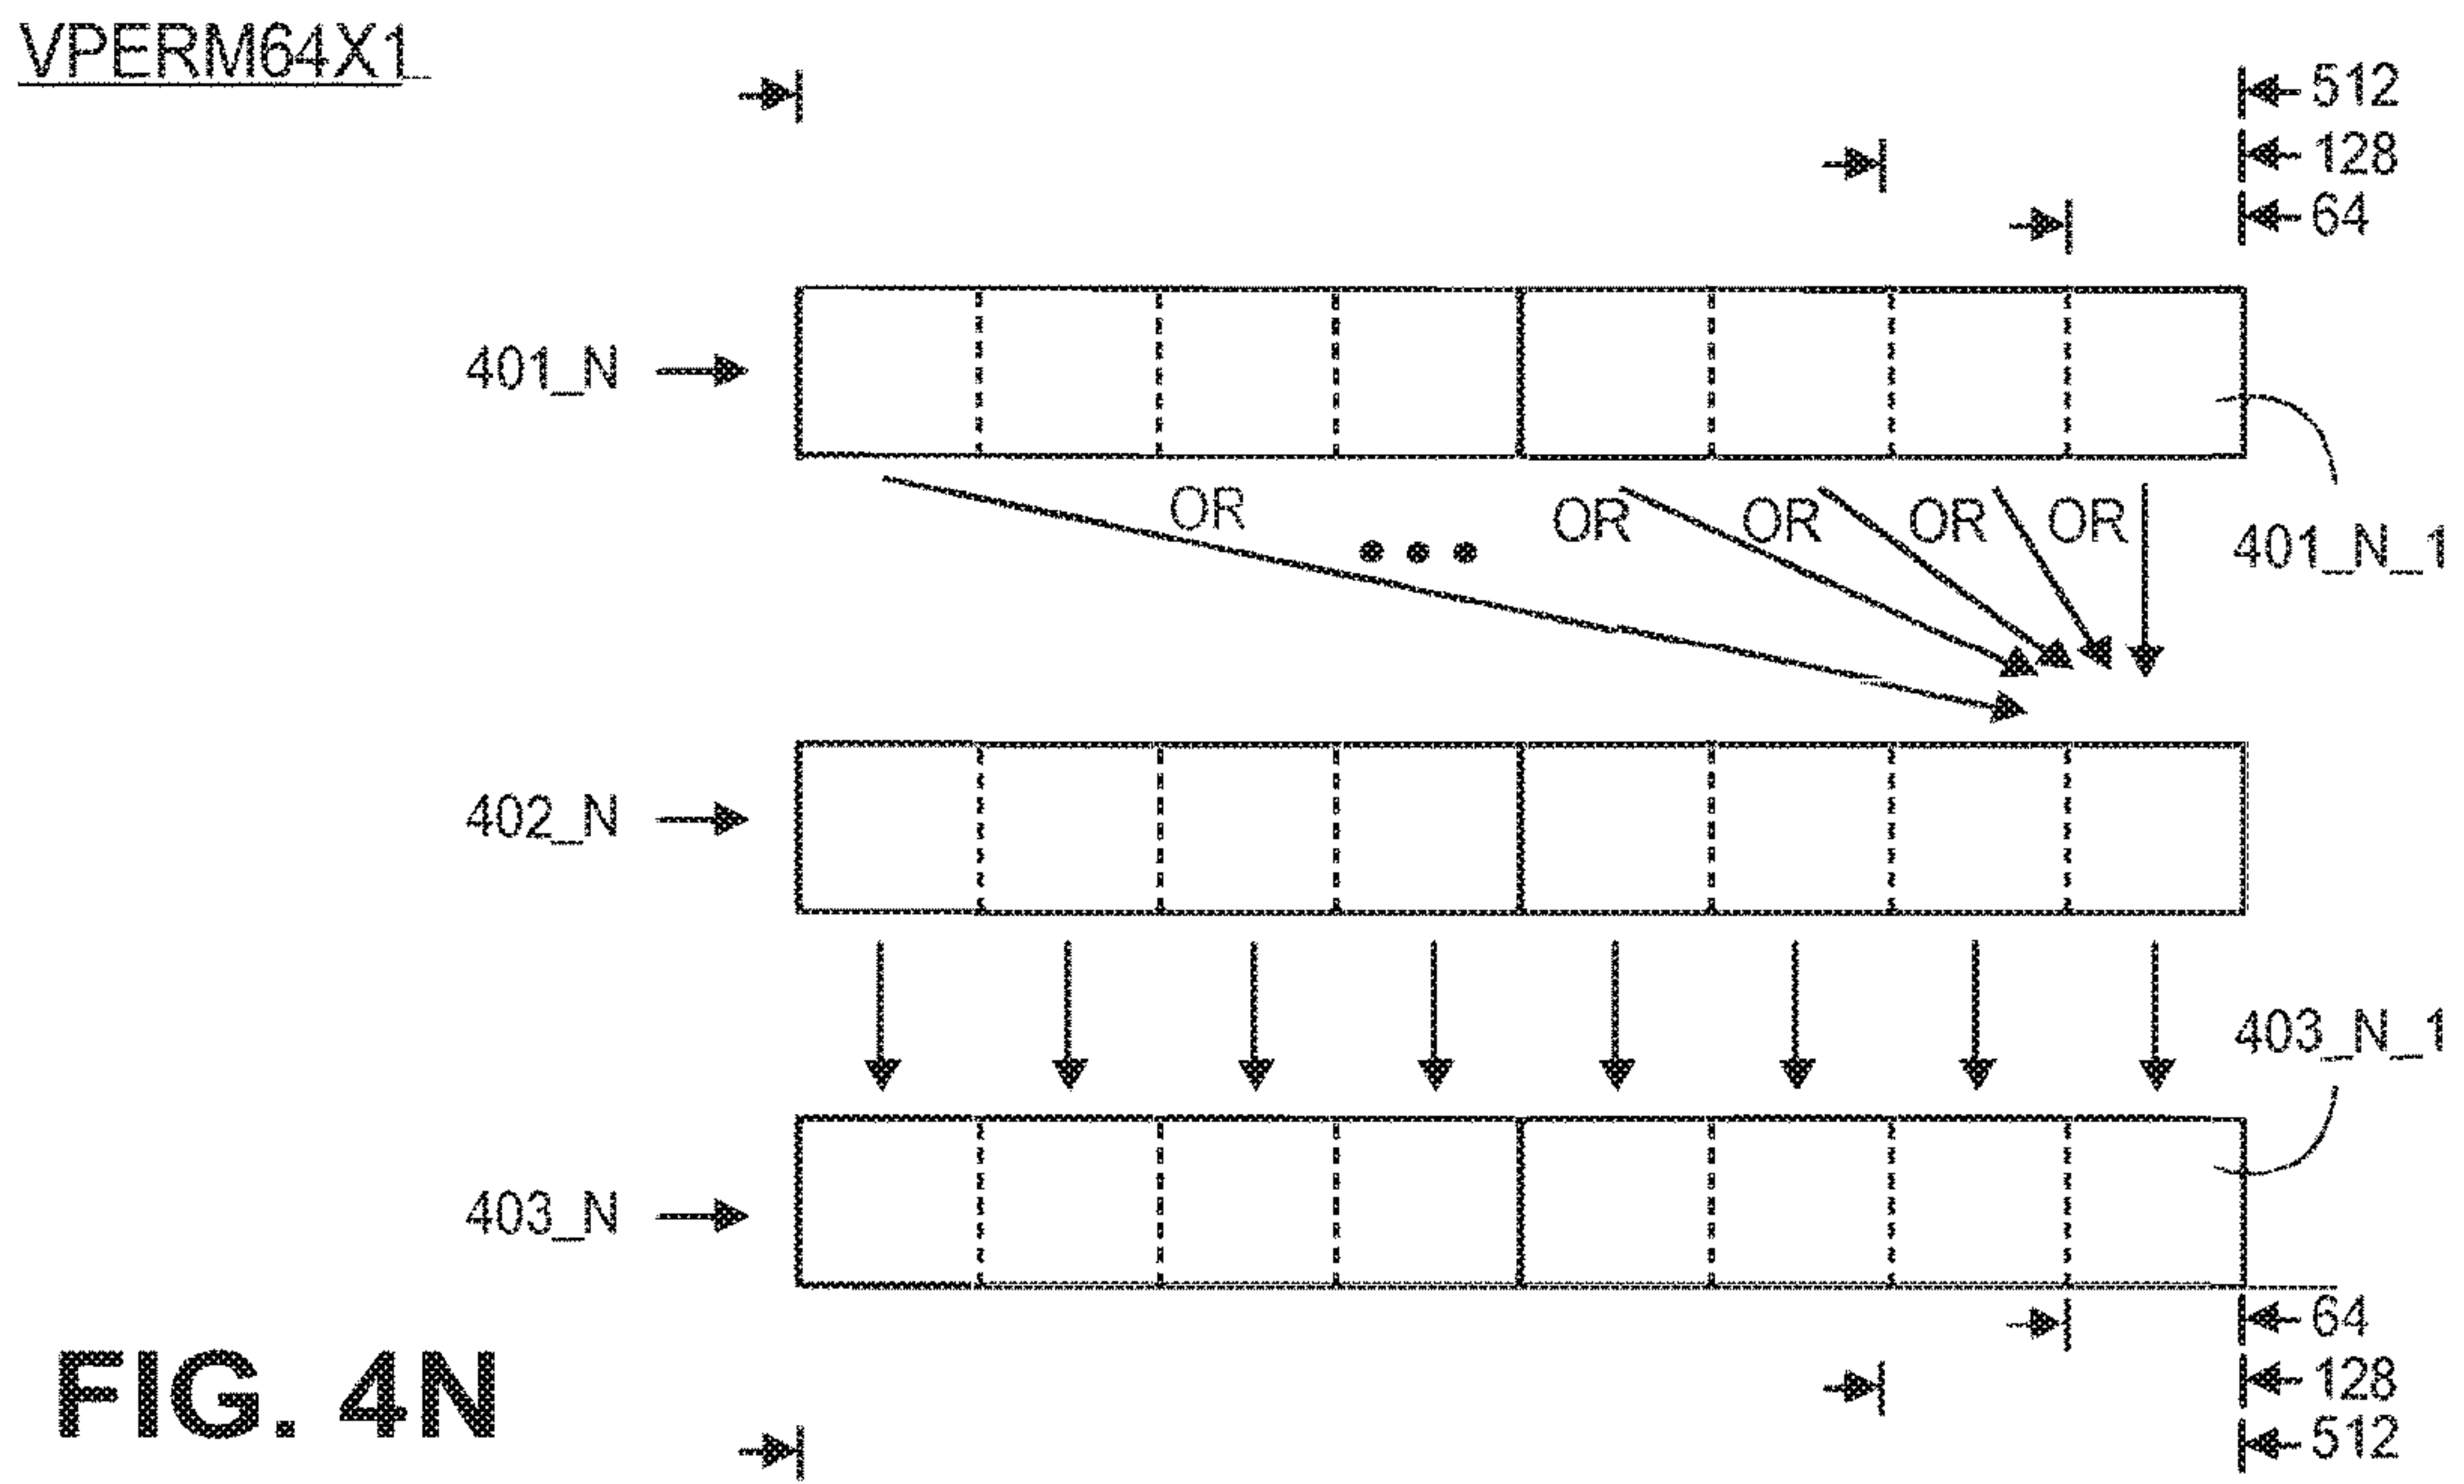 VPERM64X1
512
128
64
401_N
OR OR OR OR OR
401_N_1
402_N
403_N_1
403_N
64
128
512
FIG. 4N